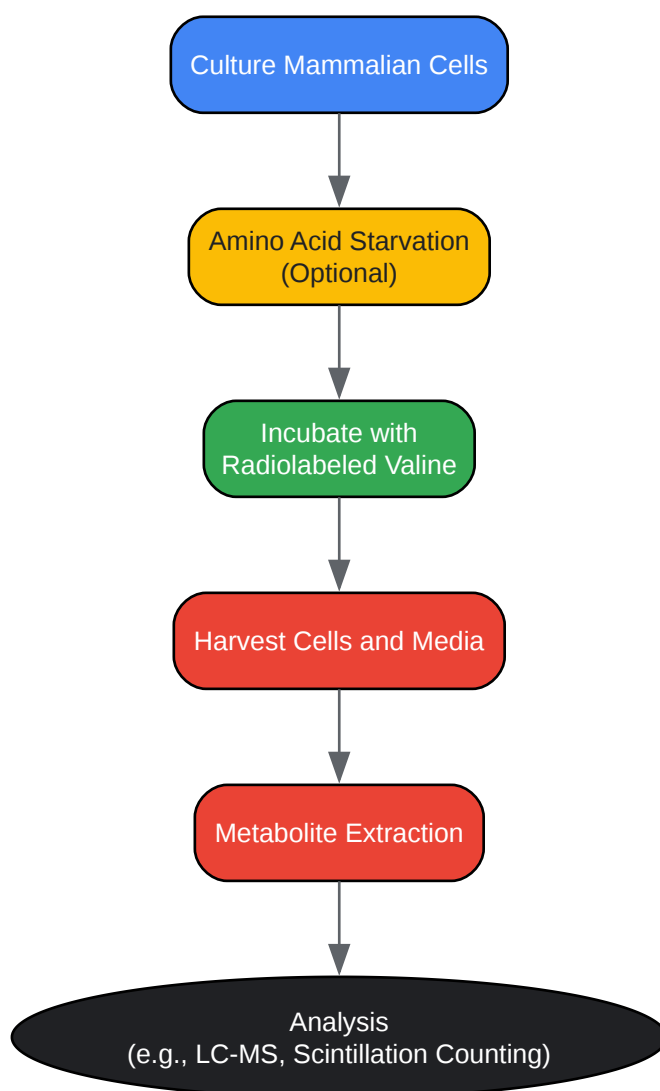 Culture Mammalian Cells
Amino Acid Starvation
(Optional)
Incubate with
Radiolabeled Valine
Harvest Cells and Media
Metabolite Extraction
Analysis
(e.g., LC-MS, Scintillation Counting)